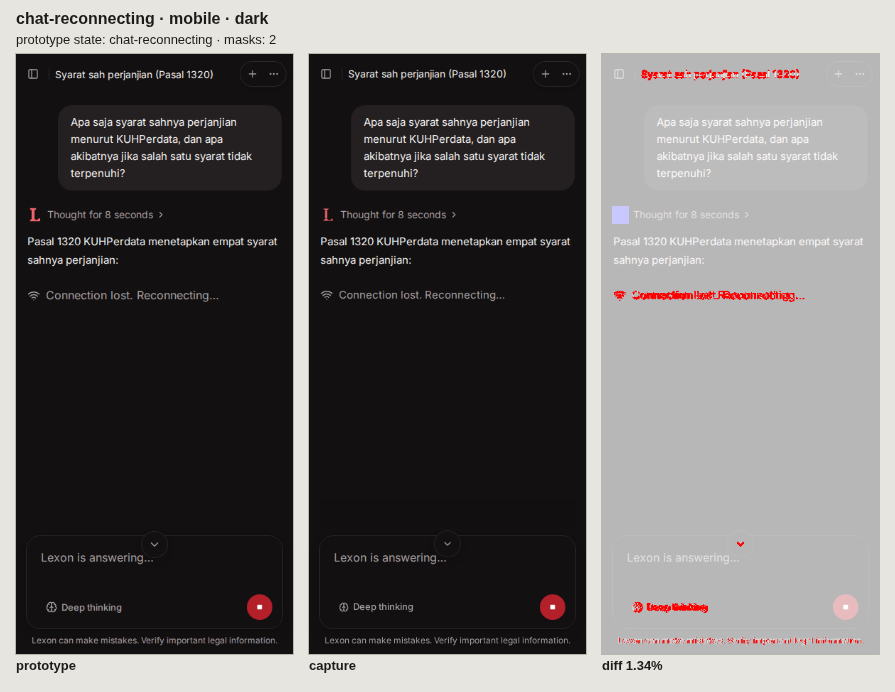 chat-reconnecting · mobile · dark
prototype state: chat-reconnecting · masks: 2
Syarat sah perjanjian (Pasal 1320)
Apa saja syarat sahnya perjanjian
menurut KUHPerdata, dan apa
akibatnya jika salah satu syarat tidak
terpenuhi?
L Thought for 8 seconds
Pasal 1320 KUHPerdata menetapkan empat syarat
sahnya perjanjian:
Connection lost. Reconnecting...
Lexon is answering...
Deep thinking
Lexon can make mistakes. Verify important legal information.
prototype
Syarat sah perjanjian (Pasal 1320)
Apa saja syarat sahnya perjanjian
menurut KUHPerdata, dan apa
akibatnya jika salah satu syarat tidak
terpenuhi?
L Thought for 8 seconds
Pasal 1320 KUHPerdata menetapkan empat syarat
sahnya perjanjian:
Connection lost. Reconnecting...
Lexon is answering...
Deep thinking
Lexon can make mistakes. Verify important legal information.
capture
Syarat sah perjanjian (Pasal 1320)
Apa saja syarat sahnya perjanjian
menurut KUHPerdata, dan apa
akibatnya jika salah satu syarat tidak
terpenuhi?
Thought for 8 seconds
Pasal 1320 KUHPerdata menetapkan empat syarat
sahnya perjanjian:
Lexon is answering...
diff 1.34%